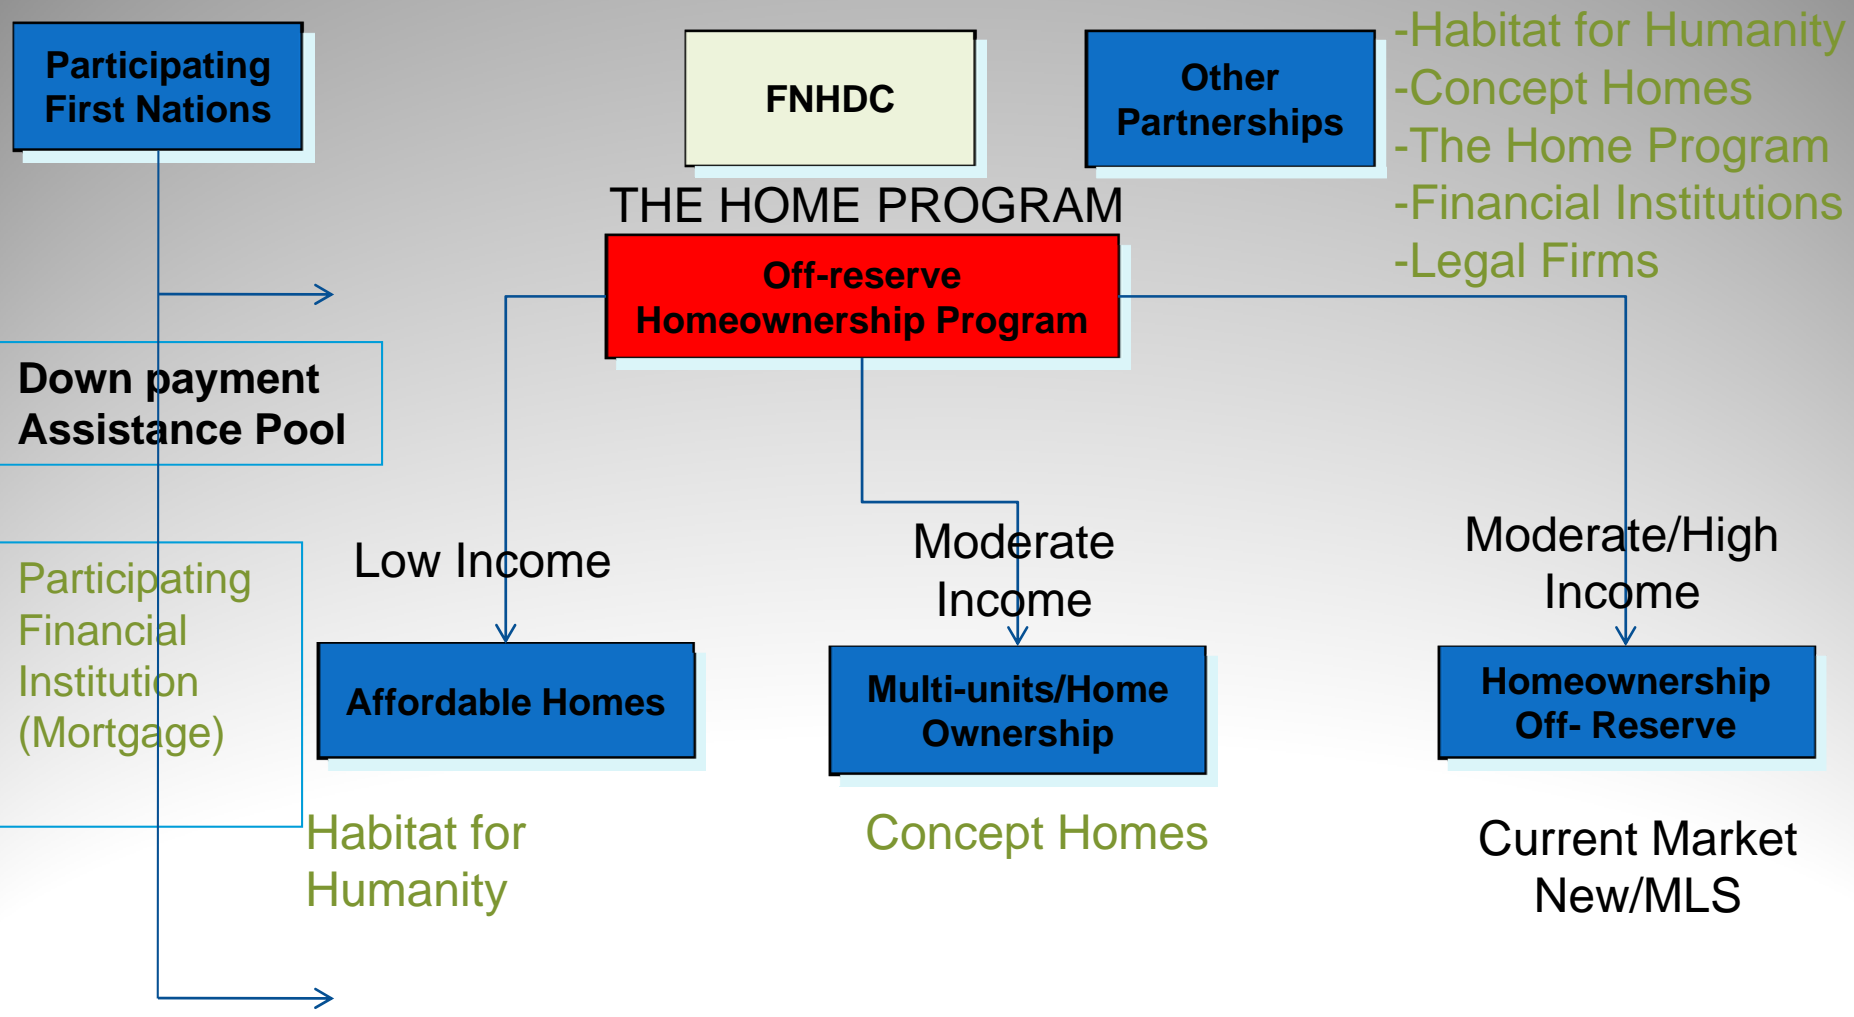 Participating
First Nations
FNHDC
Other
Partnerships
-Habitat for Humanity
-Concept Homes
-The Home Program
-Financial Institutions
-Legal Firms
THE HOME PROGRAM
Off-reserve
Homeownership Program
Down payment
Assistance Pool
Participating
Financial
Institution
(Mortgage)
Low Income
Moderate
Income
Moderate/High
Income
Affordable Homes
Multi-units/Home
Ownership
Homeownership
Off- Reserve
Habitat for
Humanity
Concept Homes
Current Market
New/MLS